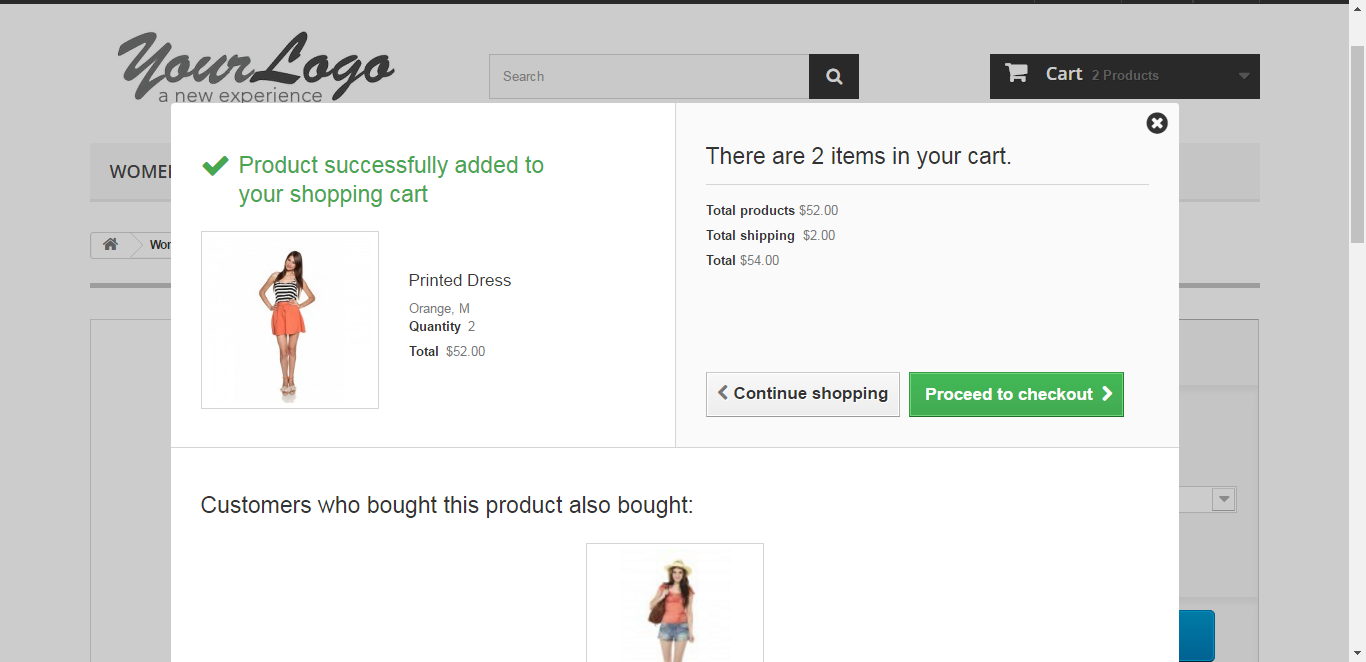 YourLogo
a new experience
Search
Cart 2 Products
Product successfully added to
your shopping cart
Printed Dress
Orange, M
Quantity 2
Total $52.00
There are 2 items in your cart.
Total products $52.00
Total shipping $2.00
Total $54.00
Continue shopping
Proceed to checkout
WOME
Wor
Customers who bought this product also bought: